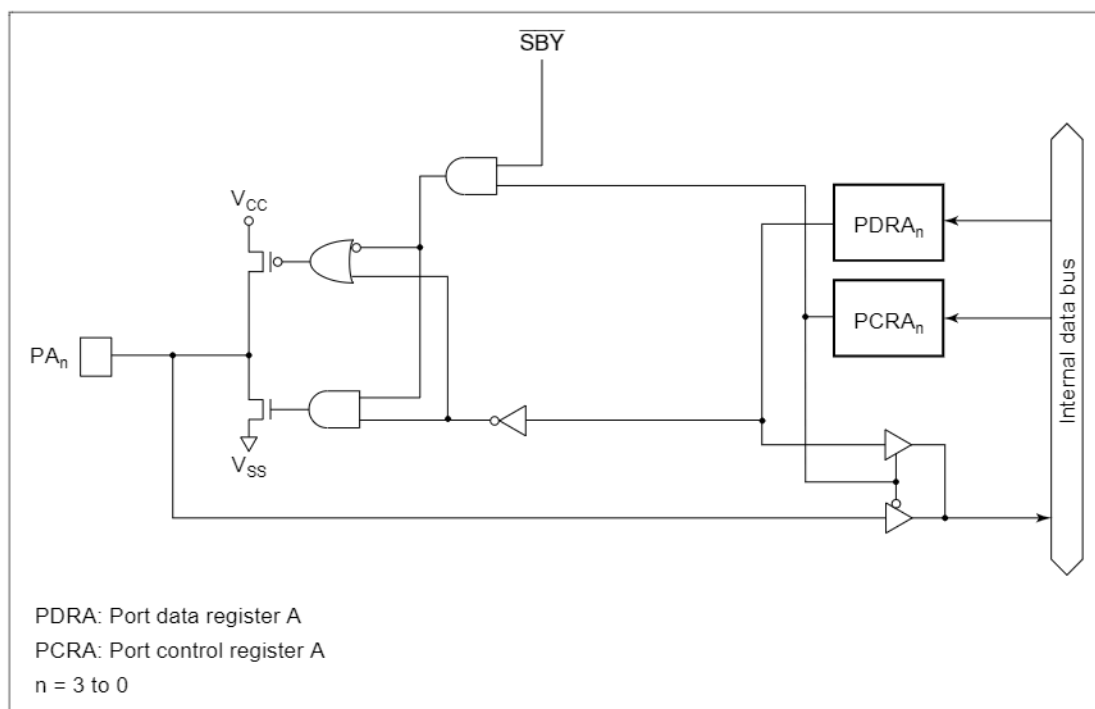 SBY
VCC
PDRAn
PCRAn
PAn
VSS
Internal data bus
PDRA: Port data register A
PCRA: Port control register A
n = 3 to 0